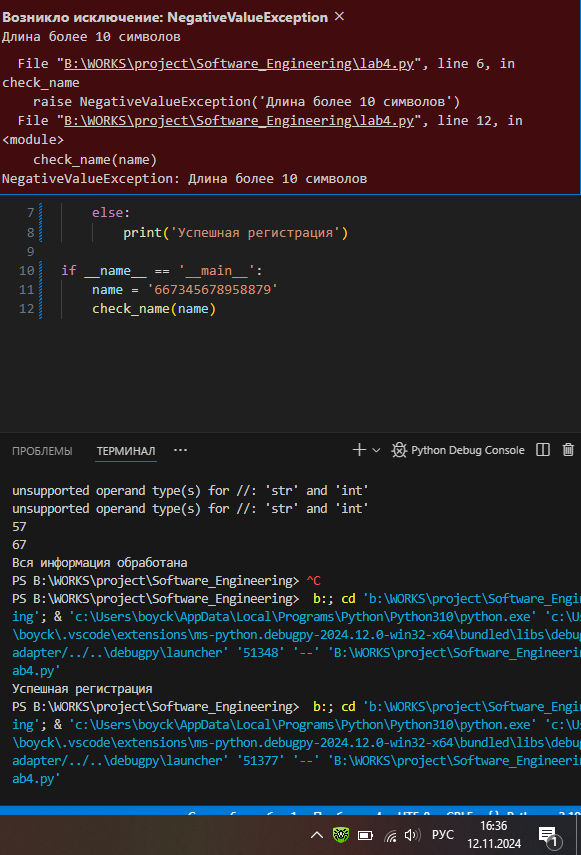 Возникло исключение: NegativeValueException ×
Длина более 10 символов
File "B:\WORKS\project\Software_Engineering\lab4.py", line 6, in
check_name
raise NegativeValueException('Длина более 10 символов')
File "B:\WORKS\project\Software_Engineering\lab4.py", line 12, in
<module>
check_name(name)
NegativeValueException: Длина более 10 символов
7 else:
8 print('Успешная регистрация')
9
10 if __name__ == '__main__':
11 name = '667345678958879'
12 check_name(name)
ПРОБЛЕМЫ ТЕРМИНАЛ ··· Python Debug Console
unsupported operand type(s) for //: 'str' and 'int'
unsupported operand type(s) for //: 'str' and 'int'
57
67
Вся информация обработана
PS B:\WORKS\project\Software_Engineering> ^C
PS B:\WORKS\project\Software_Engineering> b:; cd 'b:\WORKS\project\Software_Engin
ing'; & 'c:\Users\boyck\AppData\Local\Programs\Python\Python310\python.exe' 'c:\U
\boyck\.vscode\extensions\ms-python.debugpy-2024.12.0-win32-x64\bundled\libs\debug
adapter/../..\debugpy\launcher' '51348' '--' 'B:\WORKS\project\Software_Engineerin
ab4.py'
Успешная регистрация
PS B:\WORKS\project\Software_Engineering> b:; cd 'b:\WORKS\project\Software_Engin
ing'; & 'c:\Users\boyck\AppData\Local\Programs\Python\Python310\python.exe' 'c:\U
\boyck\.vscode\extensions\ms-python.debugpy-2024.12.0-win32-x64\bundled\libs\debug
adapter/../..\debugpy\launcher' '51377' '--' 'B:\WORKS\project\Software_Engineerin
ab4.py'
РУС 16:36
12.11.2024 1